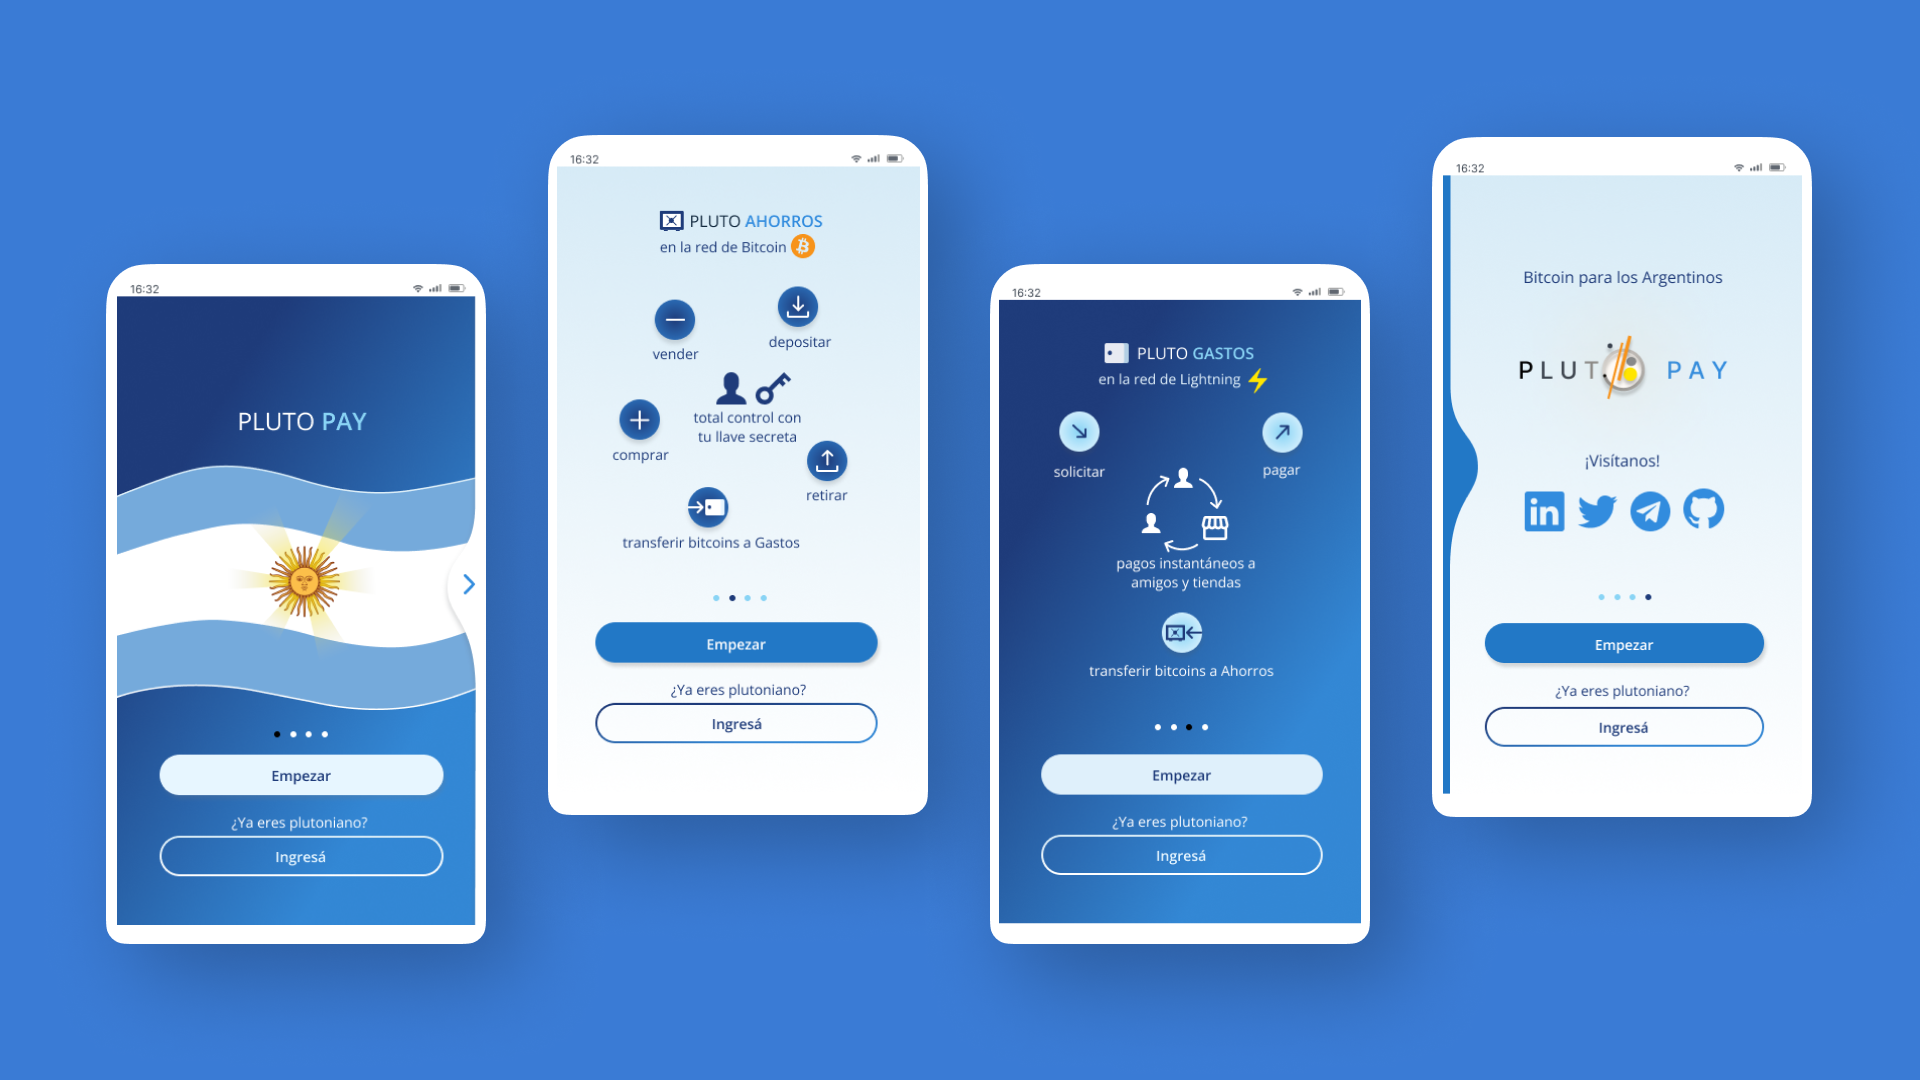 16:32
PLUTO PAY
Empezar
¿Ya eres plutoniano?
Ingresá
16:32
PLUTO AHORROS
en la red de Bitcoin
vender
depositar
total control con
tu llave secreta
comprar
retirar
transferir bitcoins a Gastos
Empezar
¿Ya eres plutoniano?
Ingresá
16:32
PLUTO GASTOS
en la red de Lightning
solicitar
pagar
pagos instantáneos a
amigos y tiendas
transferir bitcoins a Ahorros
Empezar
¿Ya eres plutoniano?
Ingresá
16:32
Bitcoin para los Argentinos
PLUTO PAY
¡Visítanos!
in
Empezar
¿Ya eres plutoniano?
Ingresá